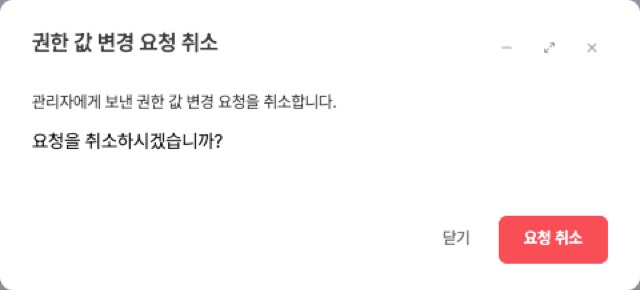 권한 값 변경 요청 취소
관리자에게 보낸 권한 값 변경 요청을 취소합니다.
요청을 취소하시겠습니까?
닫기
요청 취소